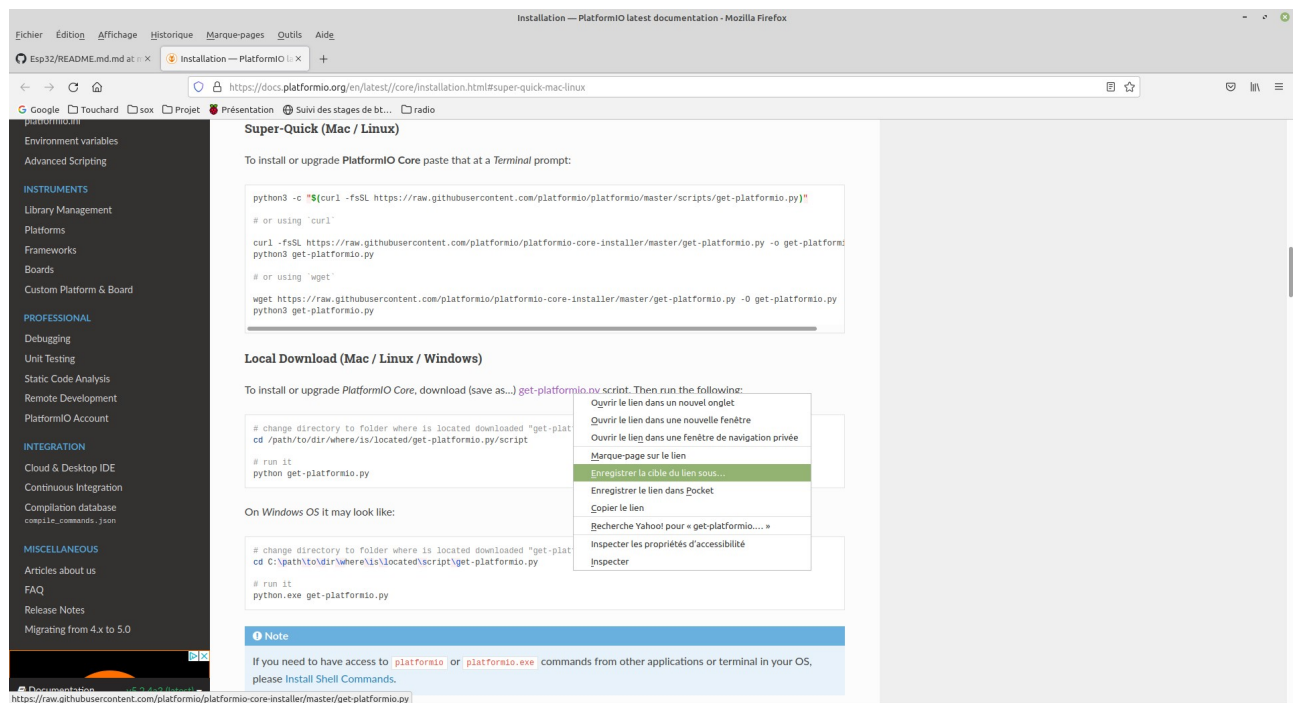 Installation — PlatformIO latest documentation - Mozilla Firefox
Fichier Édition Affichage Historique Marque-pages Outils Aide
Esp32/README.md.md at
Installation — PlatformIO
https://docs.platformio.org/en/latest//core/installation.html#super-quick-mac-linux
Google Touchard sox Projet Présentation Suivi des stages de bt... radio
platformio.ini
Environment variables
Advanced Scripting
INSTRUMENTS
Library Management
Platforms
Frameworks
Boards
Custom Platform & Board
PROFESSIONAL
Debugging
Unit Testing
Static Code Analysis
Remote Development
PlatformIO Account
INTEGRATION
Cloud & Desktop IDE
Continuous Integration
Compilation database
compile_commands.json
MISCELLANEOUS
Articles about us
FAQ
Release Notes
Migrating from 4.x to 5.0
Documentation
Super-Quick (Mac / Linux)
To install or upgrade PlatformIO Core paste that at a Terminal prompt:
python3 -c "$(curl -fsSL https://raw.githubusercontent.com/platformio/platformio/master/scripts/get-platformio.py)"
# or using `curl`
curl -fsSL https://raw.githubusercontent.com/platformio/platformio-core-installer/master/get-platformio.py -o get-platformi
python3 get-platformio.py
# or using `wget`
wget https://raw.githubusercontent.com/platformio/platformio-core-installer/master/get-platformio.py -O get-platformio.py
python3 get-platformio.py
Local Download (Mac / Linux / Windows)
To install or upgrade PlatformIO Core, download (save as...) get-platformio.py script. Then run the following:
# change directory to folder where is located downloaded "get-plat
cd /path/to/dir/where/is/located/get-platformio.py/script
# run it
python get-platformio.py
On Windows OS it may look like:
# change directory to folder where is located downloaded "get-plat
cd C:\path\to\dir\where\is\located\script\get-platformio.py
# run it
python.exe get-platformio.py
Note
If you need to have access to platformio or platformio.exe commands from other applications or terminal in your OS,
please Install Shell Commands.
Ouvrir le lien dans un nouvel onglet
Ouvrir le lien dans une nouvelle fenêtre
Ouvrir le lien dans une fenêtre de navigation privée
Marque-page sur le lien
Enregistrer la cible du lien sous...
Enregistrer le lien dans Pocket
Copier le lien
Recherche Yahoo! pour « get-platformio.... »
Inspecter les propriétés d'accessibilité
Inspecter
https://raw.githubusercontent.com/platformio/platformio-core-installer/master/get-platformio.py